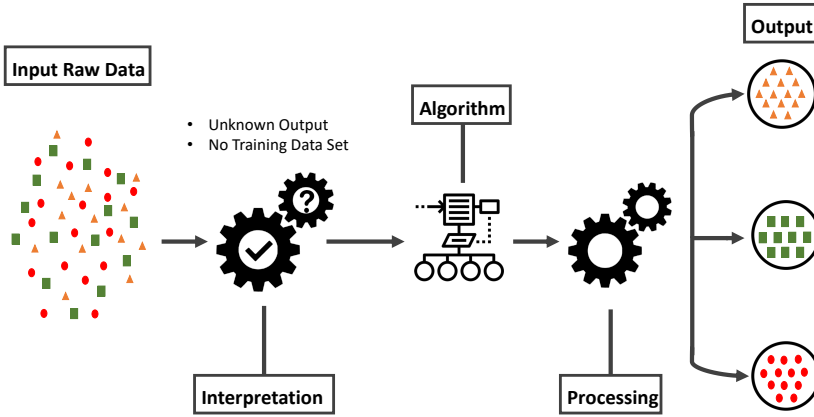 Input Raw Data
• Unknown Output
• No Training Data Set
Algorithm
Output
?
Interpretation
Processing